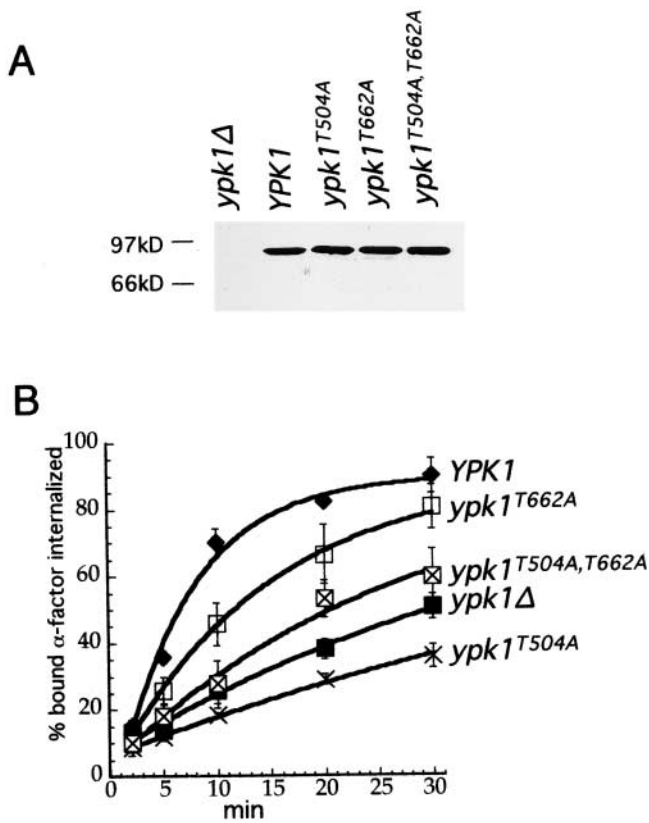 A
ypk1Δ
YPK1
ypk1T504A
ypk1T662A
ypk1T504A,T662A
97kD
66kD
B
% bound α-factor internalized
100
80
60
40
20
0
0
5
10
15
20
25
30
min
YPK1
ypk1T662A
ypk1T504A,T662A
ypk1Δ
ypk1T504A